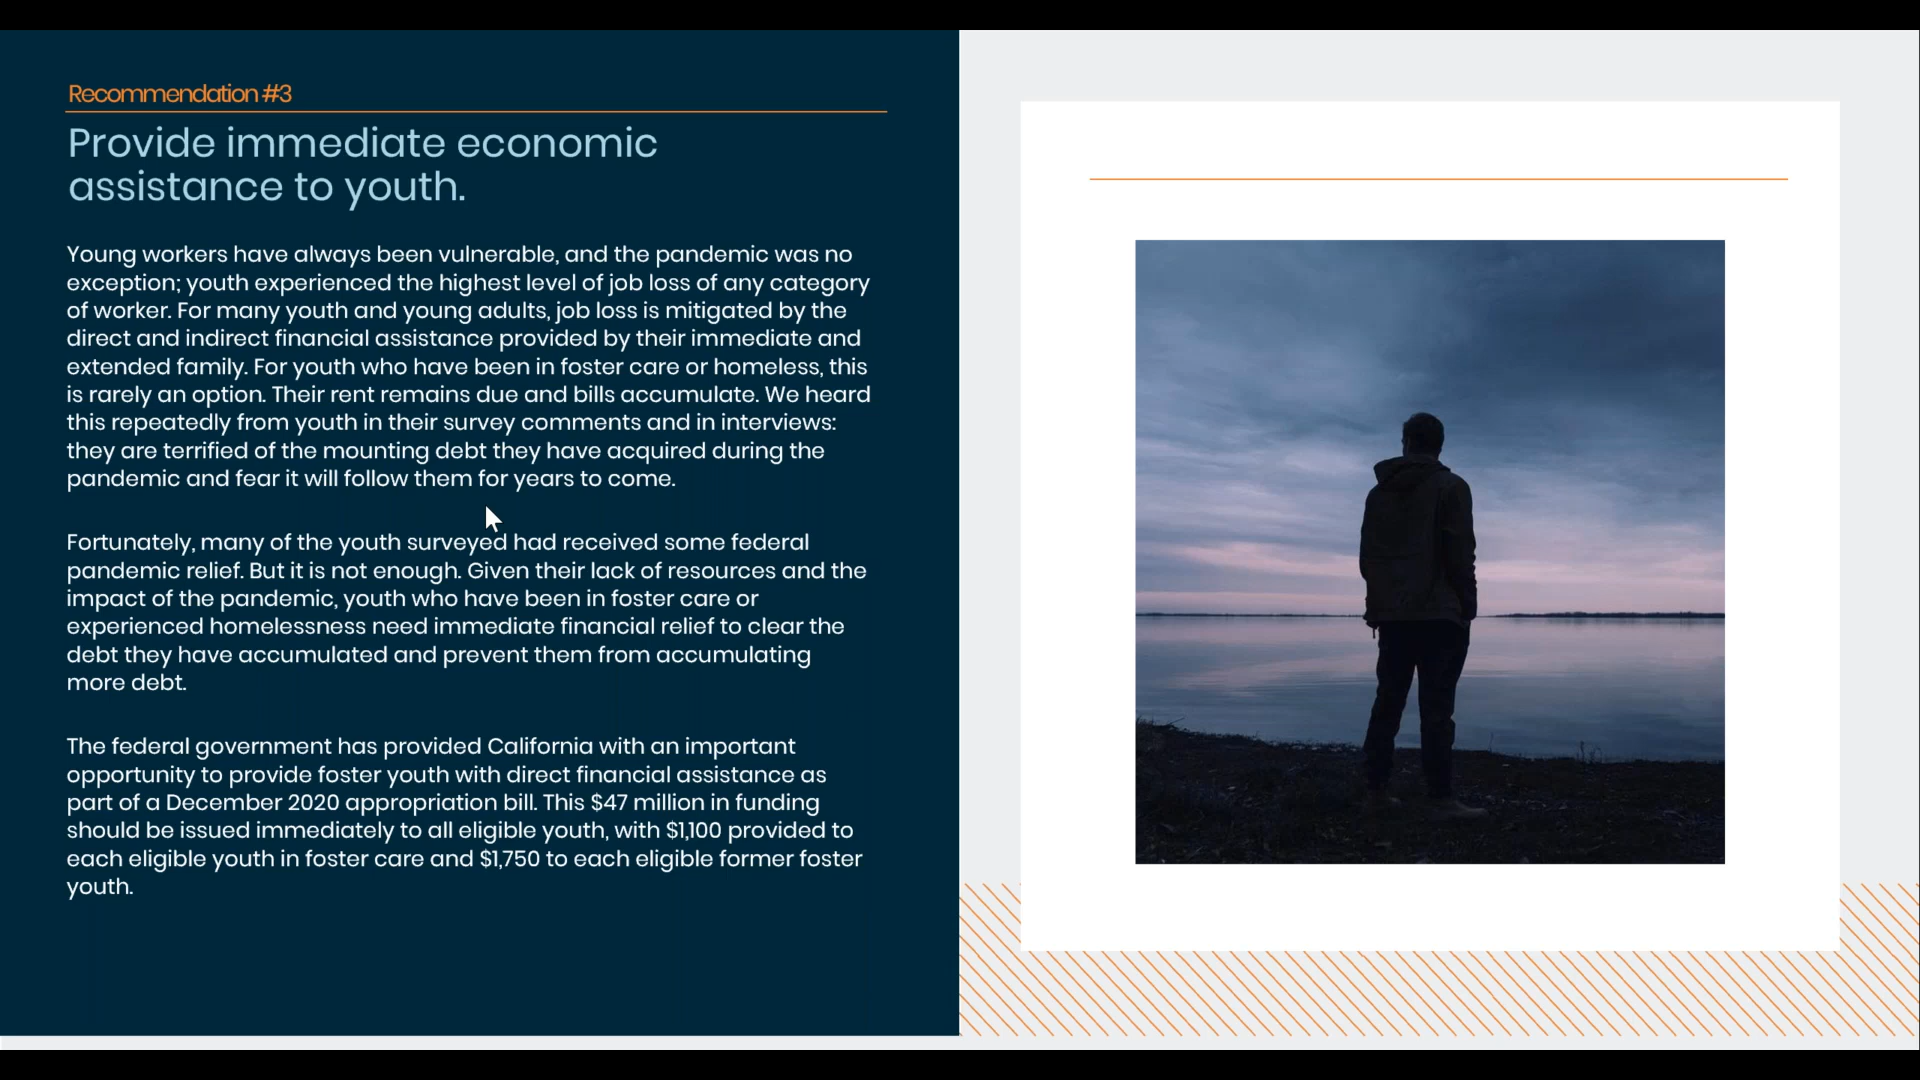 Recommendation #3
Provide immediate economic
assistance to youth.
Young workers have always been vulnerable, and the pandemic was no
exception; youth experienced the highest level of job loss of any category
of worker. For many youth and young adults, job loss is mitigated by the
direct and indirect financial assistance provided by their immediate and
extended family. For youth who have been in foster care or homeless, this
is rarely an option. Their rent remains due and bills accumulate. We heard
this repeatedly from youth in their survey comments and in interviews:
they are terrified of the mounting debt they have acquired during the
pandemic and fear it will follow them for years to come.
Fortunately, many of the youth surveyed had received some federal
pandemic relief. But it is not enough. Given their lack of resources and the
impact of the pandemic, youth who have been in foster care or
experienced homelessness need immediate financial relief to clear the
debt they have accumulated and prevent them from accumulating
more debt.
The federal government has provided California with an important
opportunity to provide foster youth with direct financial assistance as
part of a December 2020 appropriation bill. This $47 million in funding
should be issued immediately to all eligible youth, with $1,100 provided to
each eligible youth in foster care and $1,750 to each eligible former foster
youth.